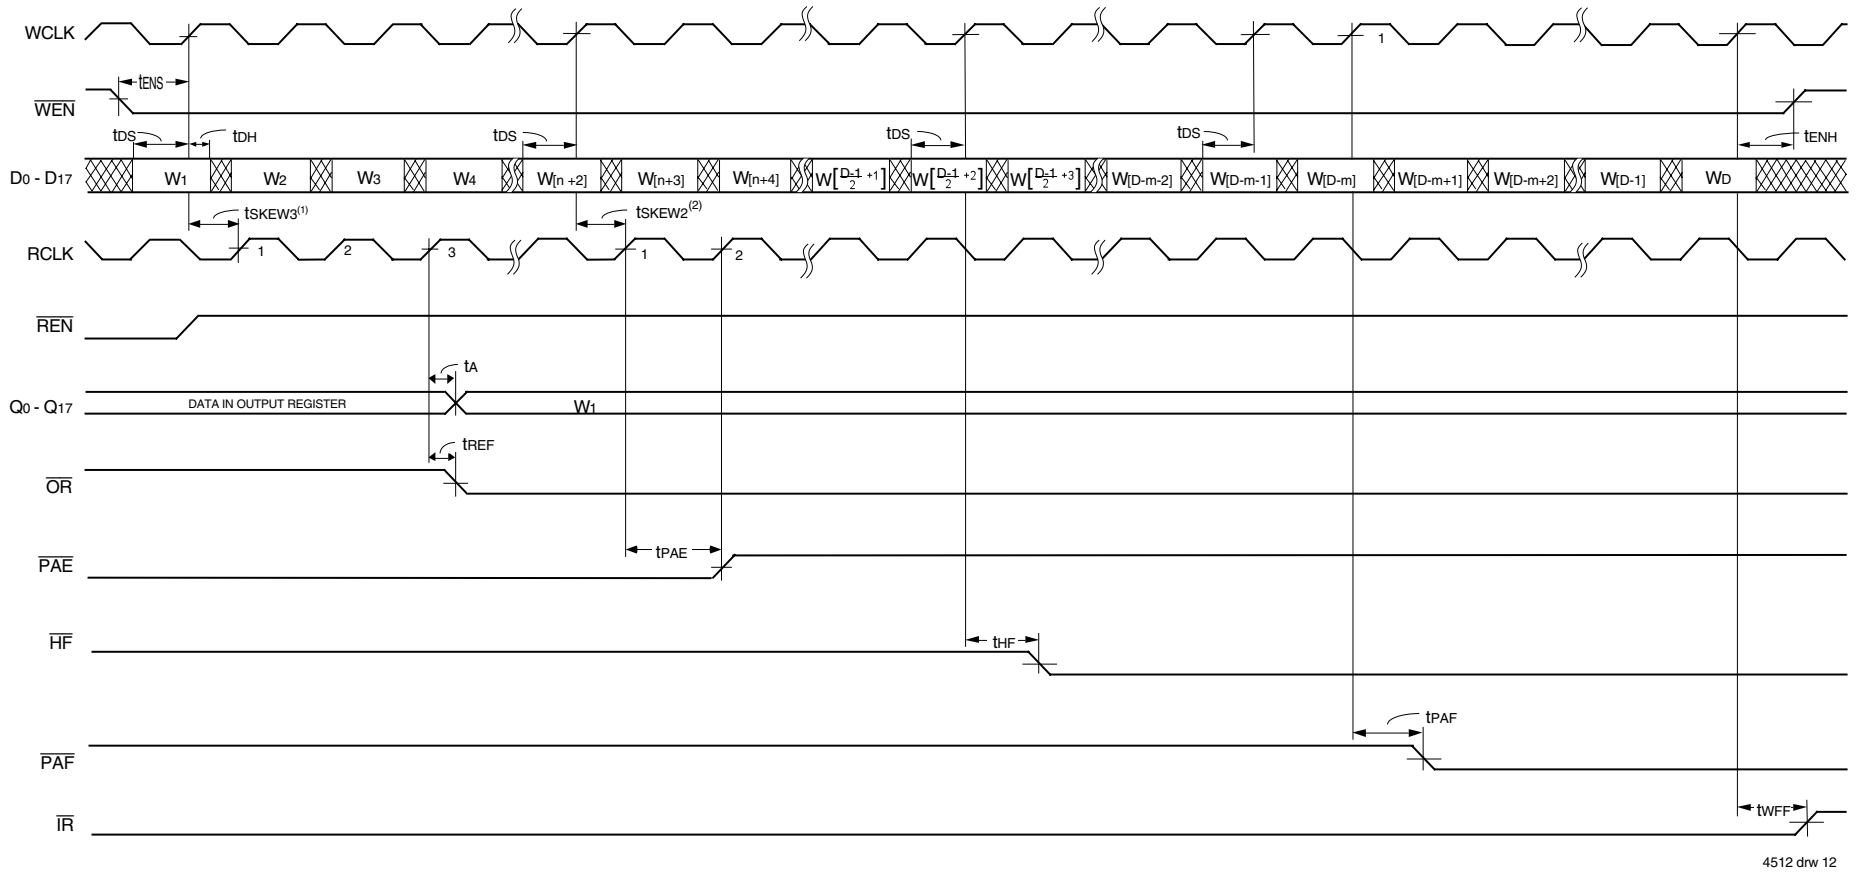 WCLK
1
tENS
WEN
tDS
tDH
tDS
tDS
tDS
tENH
D0 - D17
W1
W2
W3
W4
W[n +2]
W[n+3]
W[n+4]
W[D-1/2 +1]
W[D-1/2 +2]
W[D-1/2 +3]
W[D-m-2]
W[D-m-1]
W[D-m]
W[D-m+1]
W[D-m+2]
W[D-1]
WD
tSKEW3(1)
tSKEW2(2)
RCLK
1
2
3
1
2
REN
tA
Q0 - Q17
DATA IN OUTPUT REGISTER
W1
tREF
OR
tPAE
PAE
HF
tHF
tPAF
PAF
tWFF
IR
4512 drw 12